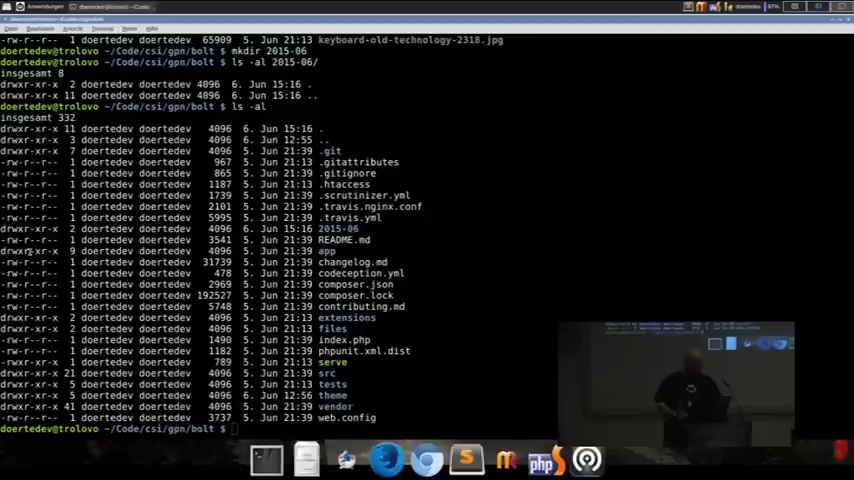 Anwendungen
doertedev
97%
-rw-r--r-- 1 doertedev doertedev 65909 5. Jun 21:13 keyboard-old-technology-2318.jpg
doertedev@trolovo ~/Code/csi/gpn/bolt $ mkdir 2015-06
doertedev@trolovo ~/Code/csi/gpn/bolt $ ls -al 2015-06/
insgesamt 8
drwxr-xr-x 2 doertedev doertedev 4096 6. Jun 15:16 .
drwxr-xr-x 11 doertedev doertedev 4096 6. Jun 15:16 ..
doertedev@trolovo ~/Code/csi/gpn/bolt $ ls -al
insgesamt 332
drwxr-xr-x 11 doertedev doertedev 4096 6. Jun 15:16 .
drwxr-xr-x 3 doertedev doertedev 4096 6. Jun 12:55 ..
drwxr-xr-x 7 doertedev doertedev 4096 5. Jun 21:39 .git
-rw-r--r-- 1 doertedev doertedev 967 5. Jun 21:13 .gitattributes
-rw-r--r-- 1 doertedev doertedev 865 5. Jun 21:39 .gitignore
-rw-r--r-- 1 doertedev doertedev 1187 5. Jun 21:13 .htaccess
-rw-r--r-- 1 doertedev doertedev 1739 5. Jun 21:39 .scrutinizer.yml
-rw-r--r-- 1 doertedev doertedev 2101 5. Jun 21:39 .travis.nginx.conf
-rw-r--r-- 1 doertedev doertedev 5995 5. Jun 21:39 .travis.yml
drwxr-xr-x 2 doertedev doertedev 4096 6. Jun 15:16 2015-06
-rw-r--r-- 1 doertedev doertedev 3541 5. Jun 21:39 README.md
drwxr-xr-x 9 doertedev doertedev 4096 5. Jun 21:39 app
-rw-r--r-- 1 doertedev doertedev 31739 5. Jun 21:39 changelog.md
-rw-r--r-- 1 doertedev doertedev 478 5. Jun 21:39 codeception.yml
-rw-r--r-- 1 doertedev doertedev 2969 5. Jun 21:39 composer.json
-rw-r--r-- 1 doertedev doertedev 192527 5. Jun 21:39 composer.lock
-rw-r--r-- 1 doertedev doertedev 5748 5. Jun 21:39 contributing.md
drwxr-xr-x 2 doertedev doertedev 4096 5. Jun 21:39 extensions
drwxr-xr-x 2 doertedev doertedev 4096 5. Jun 21:39 files
-rw-r--r-- 1 doertedev doertedev 1490 5. Jun 21:39 index.php
-rw-r--r-- 1 doertedev doertedev 1182 5. Jun 21:39 phpunit.xml.dist
-rwxr-xr-x 1 doertedev doertedev 789 5. Jun 21:13 serve
drwxr-xr-x 21 doertedev doertedev 4096 5. Jun 21:39 src
drwxr-xr-x 5 doertedev doertedev 4096 5. Jun 21:39 tests
drwxr-xr-x 5 doertedev doertedev 4096 6. Jun 12:56 theme
drwxr-xr-x 41 doertedev doertedev 4096 5. Jun 21:39 vendor
-rw-r--r-- 1 doertedev doertedev 3737 5. Jun 21:39 web.config
doertedev@trolovo ~/Code/csi/gpn/bolt $
php